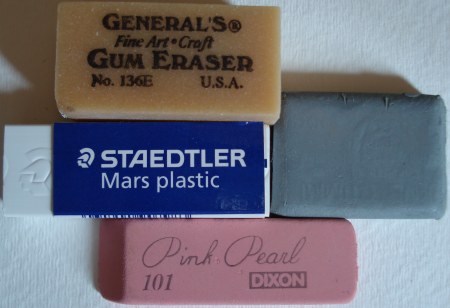 GENERAL'S®
Fine Art • Craft
GUM ERASER
No. 136E U.S.A.
STAEDTLER
Mars plastic
Pink Pearl
101 DIXON